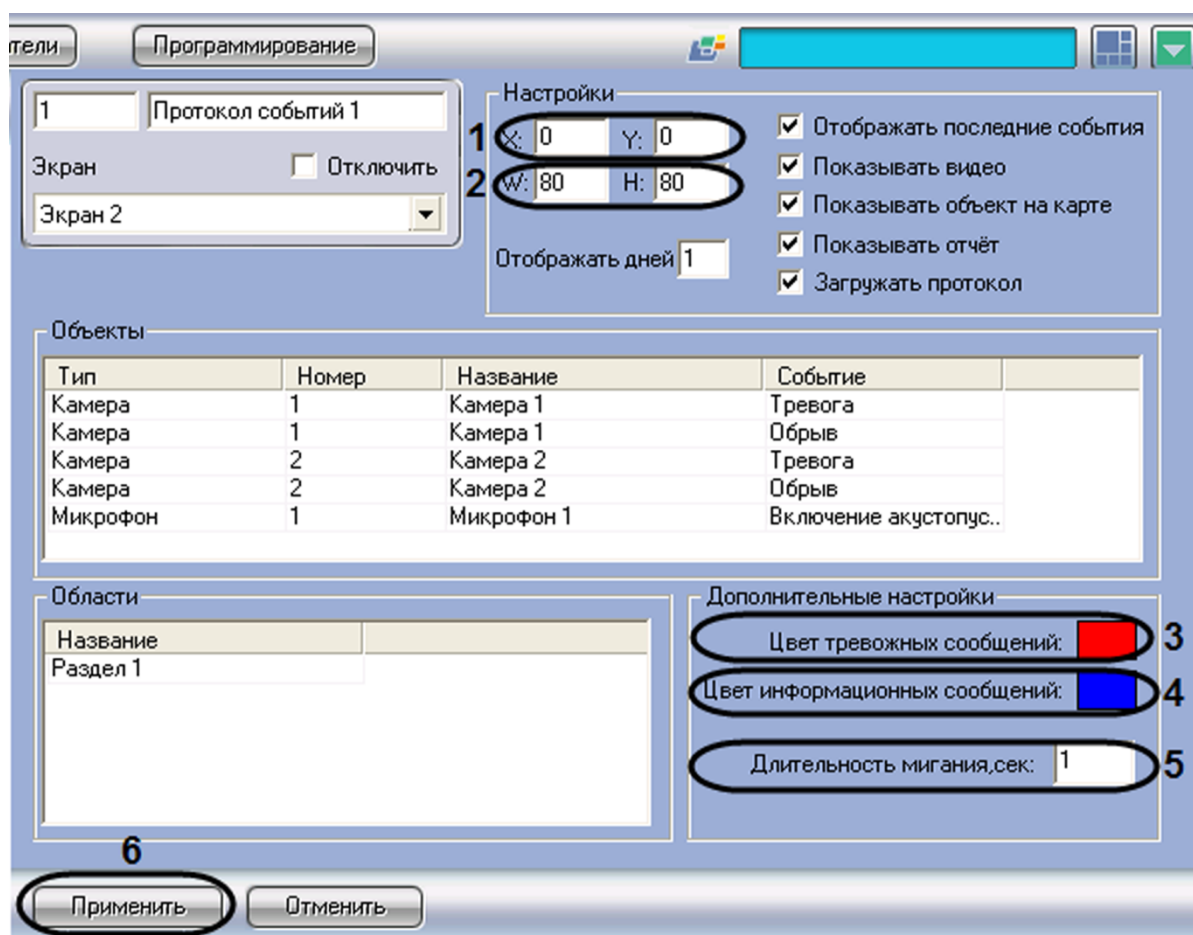 тели Программирование
1 Протокол событий 1
Экран Отключить
Экран 2
Настройки
1 X: 0 Y: 0
2 W: 80 H: 80
Отображать дней 1
Отображать последние события
Показывать видео
Показывать объект на карте
Показывать отчёт
Загружать протокол
Объекты
Тип Номер Название Событие
Камера 1 Камера 1 Тревога
Камера 1 Камера 1 Обрыв
Камера 2 Камера 2 Тревога
Камера 2 Камера 2 Обрыв
Микрофон 1 Микрофон 1 Включение акустопус..
Области
Название
Раздел 1
Дополнительные настройки
Цвет тревожных сообщений: 3
Цвет информационных сообщений: 4
Длительность мигания,сек: 1 5
6
Применить Отменить